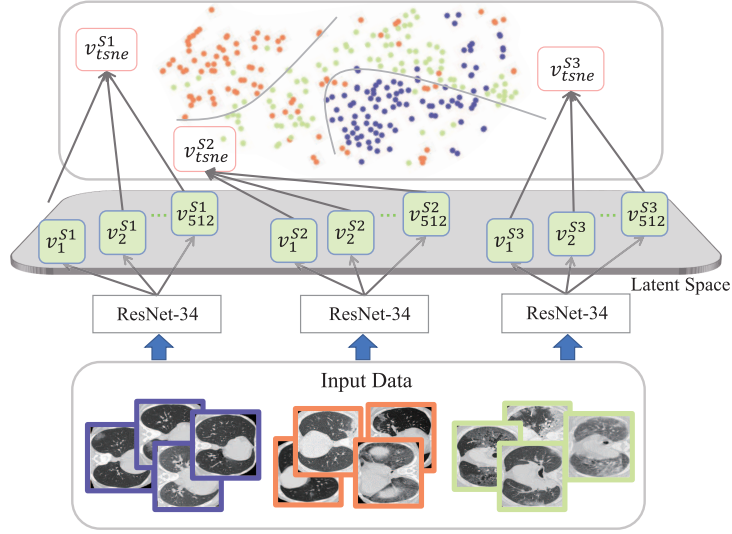 v_{tsne}^{S1}
v_{tsne}^{S3}
v_{tsne}^{S2}
v_1^{S1} v_2^{S1} ... v_{512}^{S1} v_1^{S2} v_2^{S2} ... v_{512}^{S2} v_1^{S3} v_2^{S3} ... v_{512}^{S3}
Latent Space
ResNet-34 ResNet-34 ResNet-34
Input Data